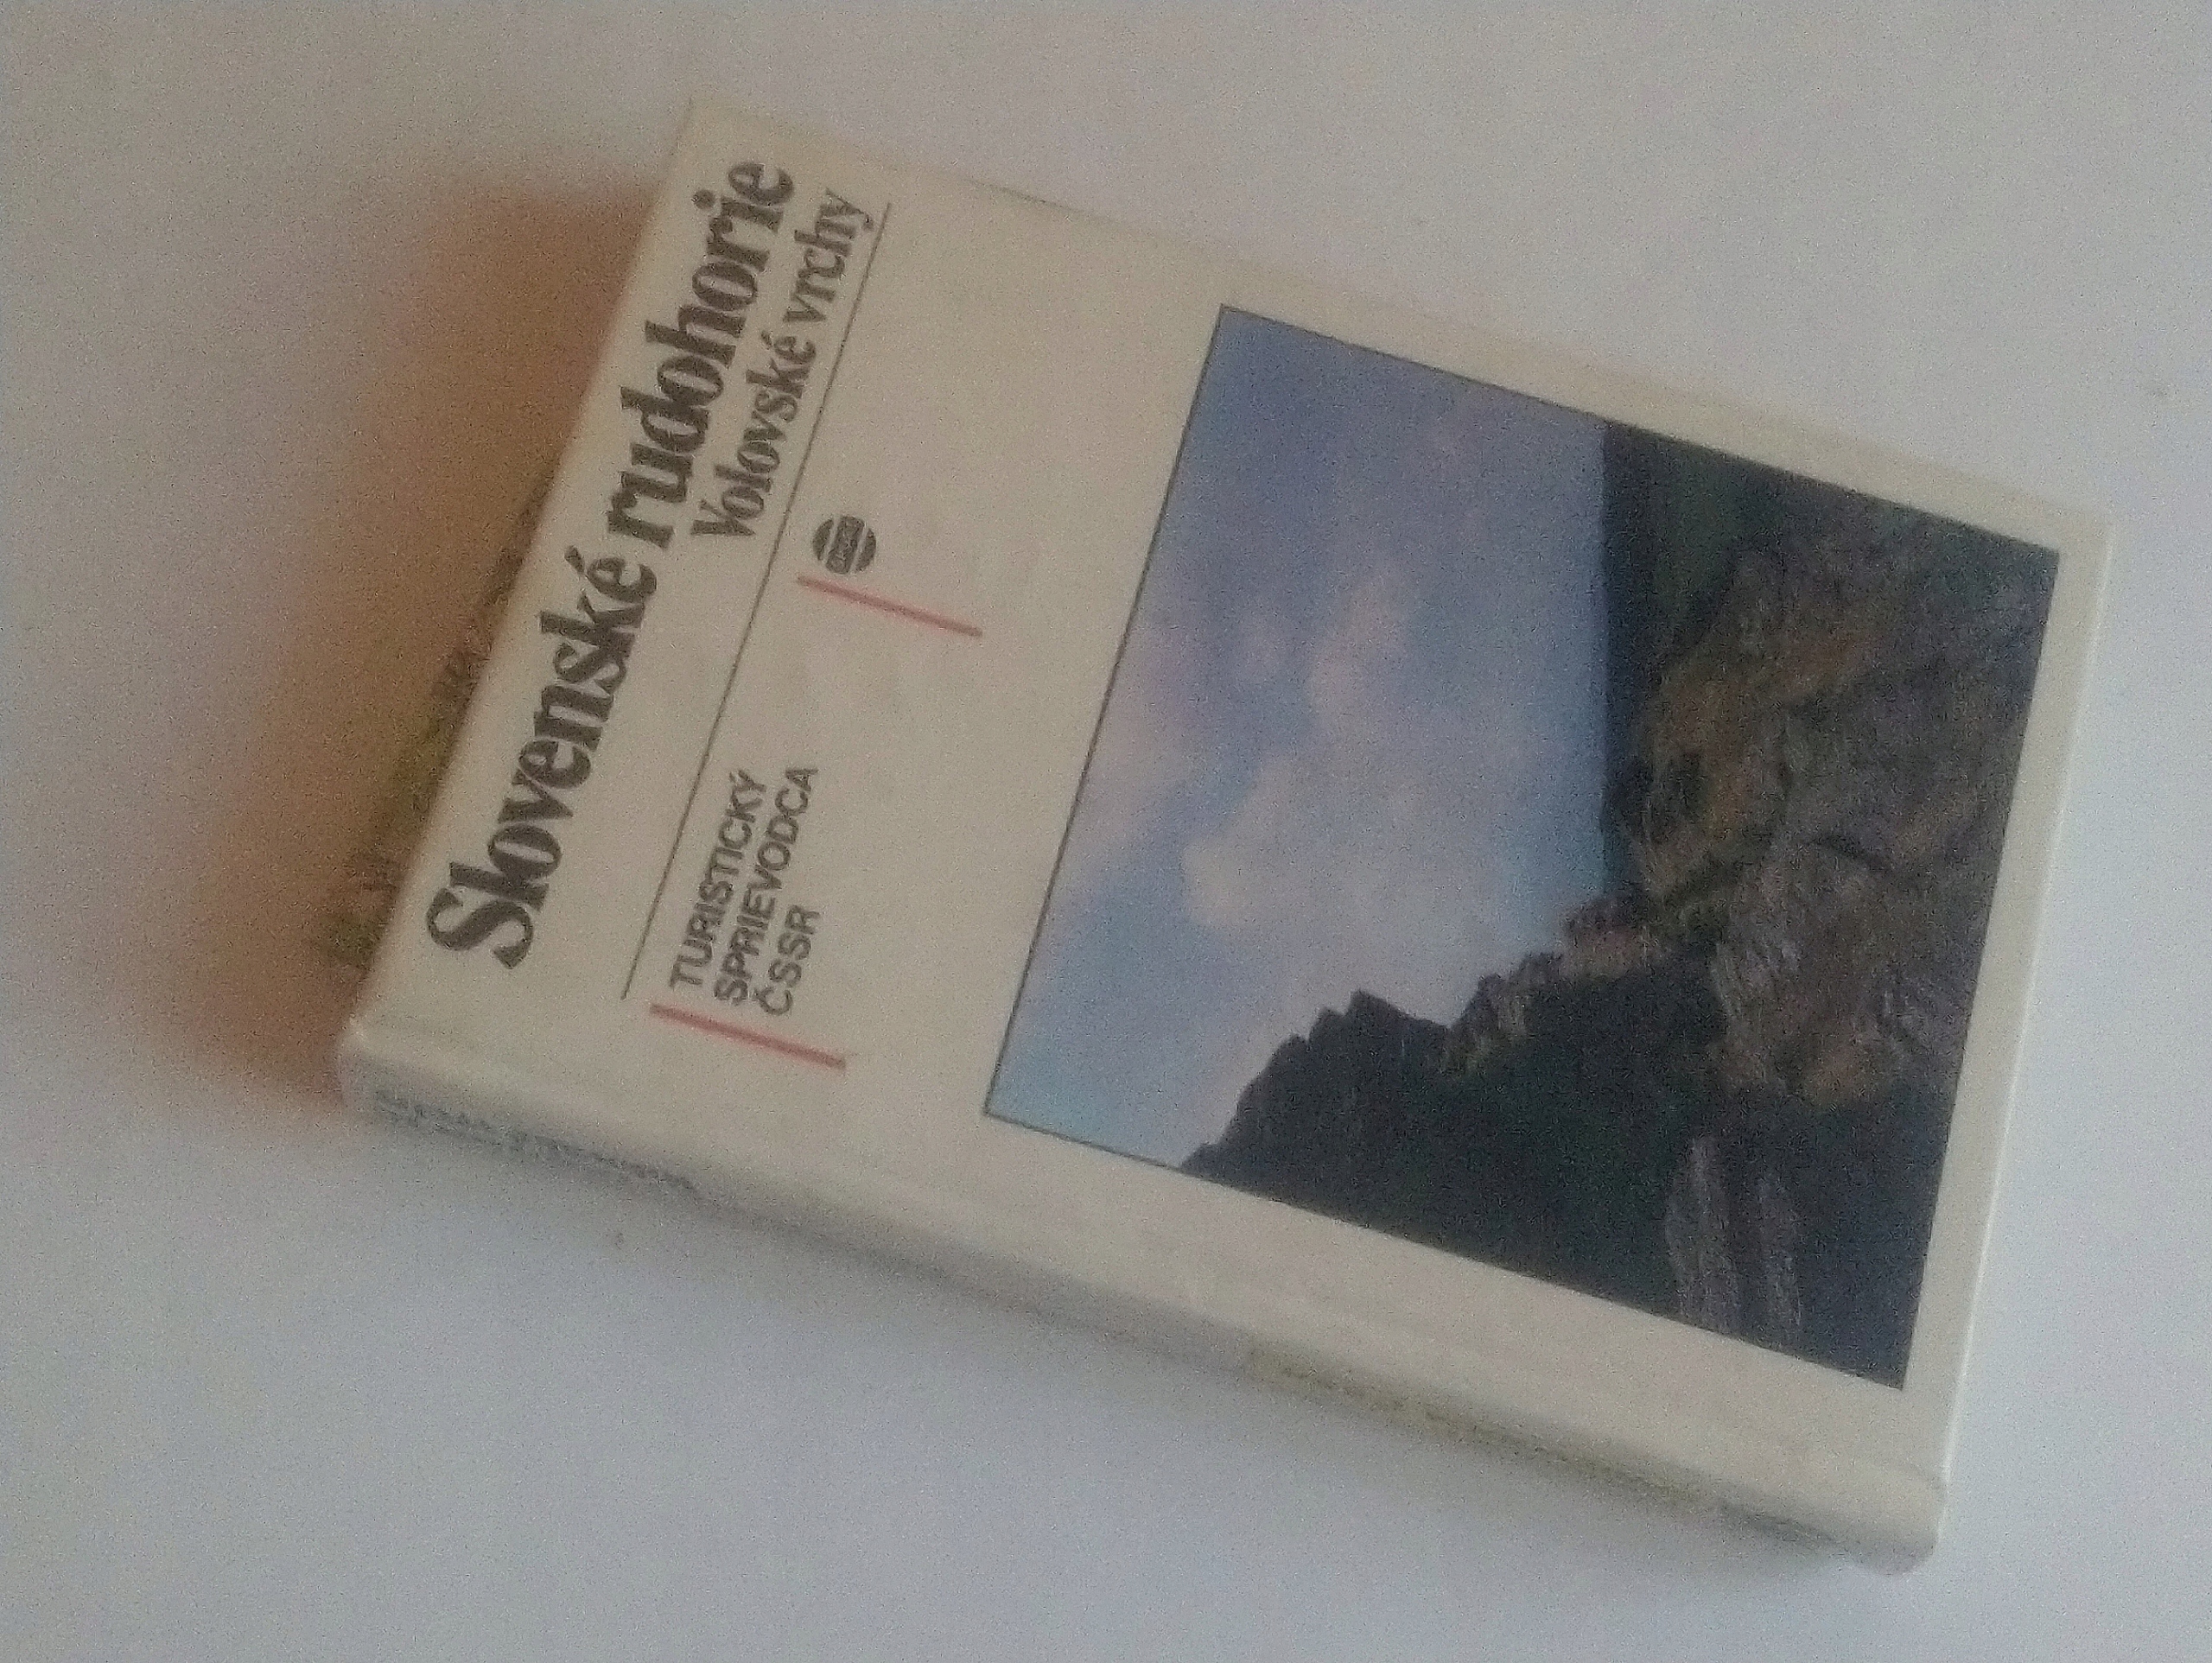 Slovenské rudohorie
Volovské vrchy
TURISTICKÝ
SPRIEVODCA
ČSSR